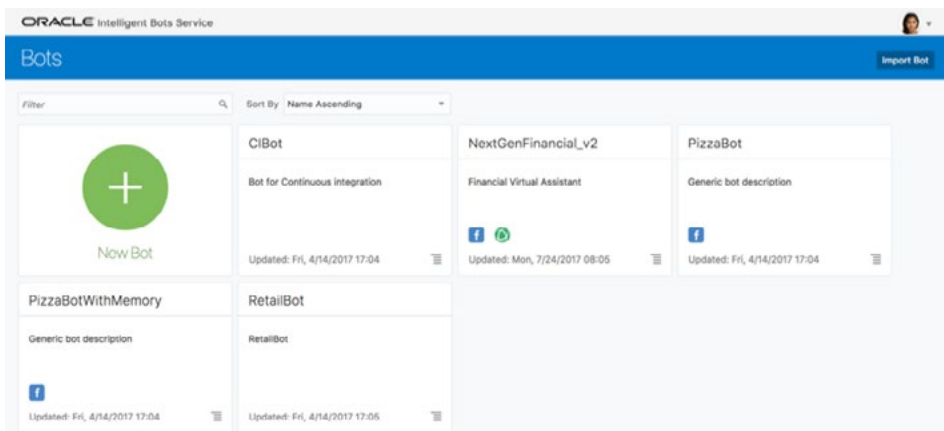 ORACLE Intelligent Bots Service
Bots
Import Bot
Filter
Sort By Name Ascending
New Bot
CIBot
Bot for Continuous integration
Updated: Fri, 4/14/2017 17:04
NextGenFinancial_v2
Financial Virtual Assistant
Updated: Mon, 7/24/2017 08:05
PizzaBot
Generic bot description
Updated: Fri, 4/14/2017 17:04
PizzaBotWithMemory
Generic bot description
Updated: Fri, 4/14/2017 17:04
RetailBot
RetailBot
Updated: Fri, 4/14/2017 17:05